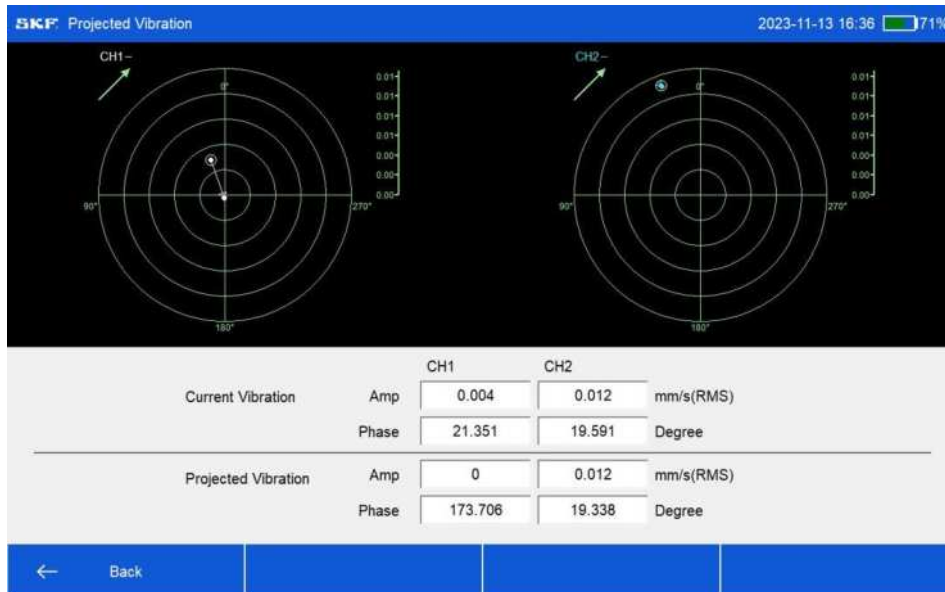 SKF. Projected Vibration
2023-11-13 16:36 71%
CH1-
0°
90°
270°
180°
0.01
0.01
0.01
0.01
0.00
0.00
0.00
CH2-
0°
90°
270°
180°
0.01
0.01
0.01
0.01
0.00
0.00
0.00
CH1 CH2
Current Vibration Amp 0.004 0.012 mm/s(RMS)
Phase 21.351 19.591 Degree
Projected Vibration Amp 0 0.012 mm/s(RMS)
Phase 173.706 19.338 Degree
← Back